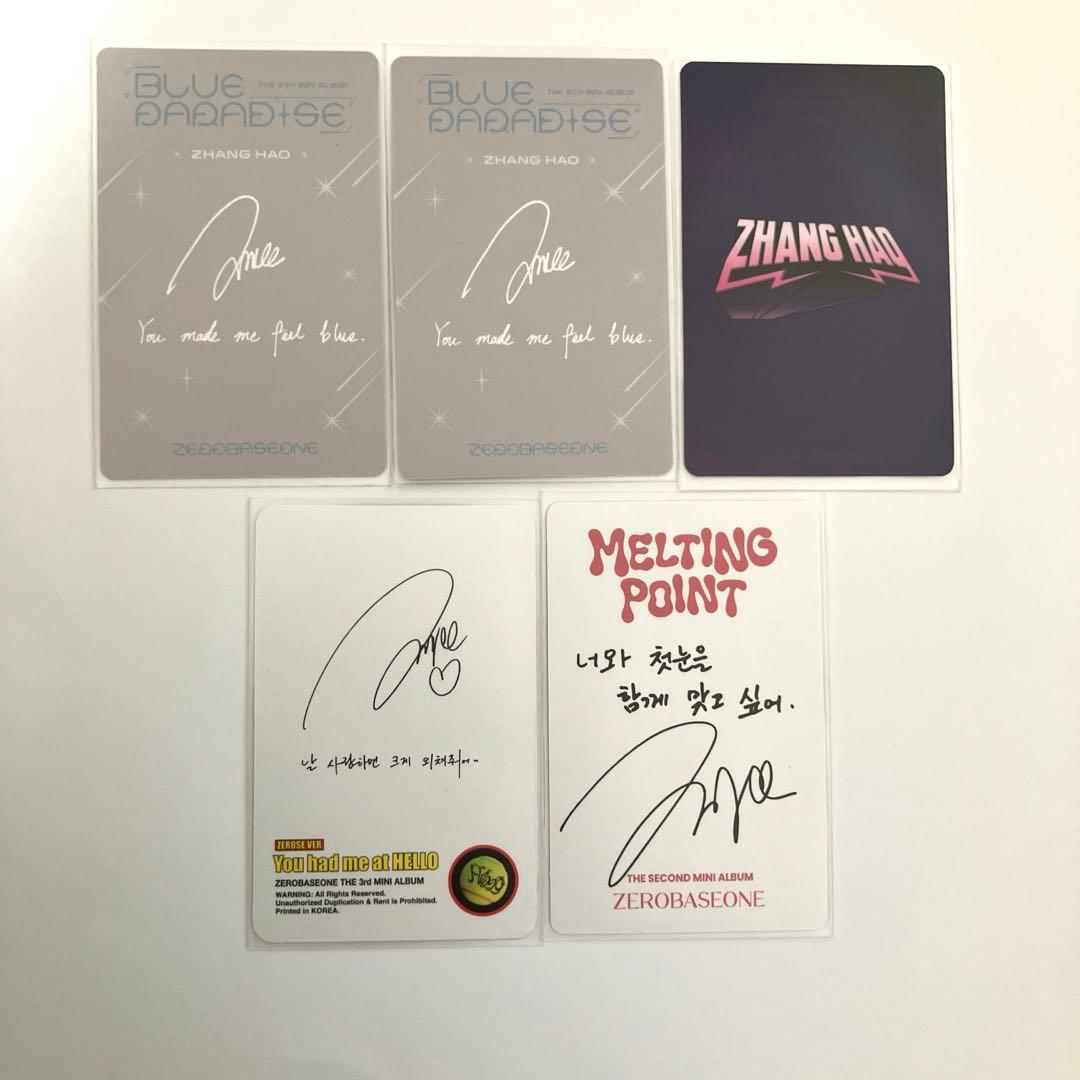 BLUE
PARADISE
THE 5TH MINI ALBUM
ZHANG HAO
You made me feel blue.
ZEROBASEONE
BLUE
PARADISE
THE 5TH MINI ALBUM
ZHANG HAO
You made me feel blue.
ZEROBASEONE
ZHANG HAO
날 사랑하면 크게 외쳐줘~
ZEROSE VER
You had me at HELLO
ZEROBASEONE THE 3rd MINI ALBUM
WARNING: All Rights Reserved.
Unauthorized Duplication & Rent is Prohibited.
Printed in KOREA.
MELTING
POINT
너와 첫눈을
함께 맞고 싶어.
THE SECOND MINI ALBUM
ZEROBASEONE